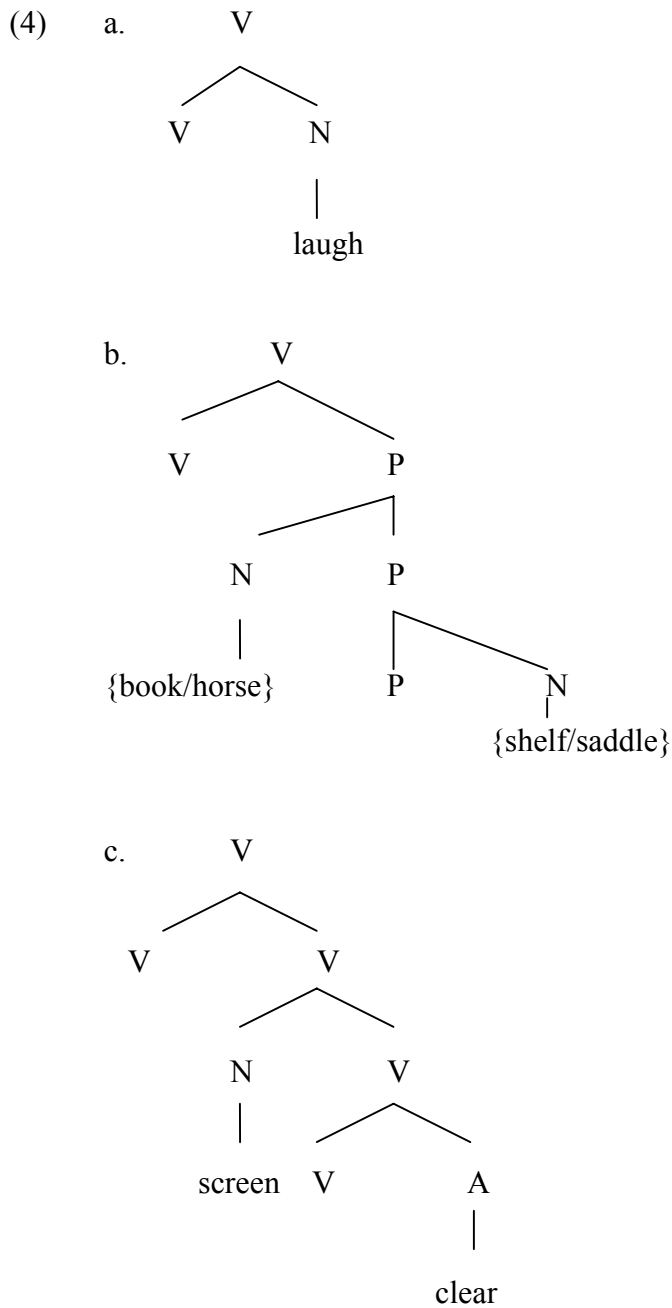 (4) a. V
V N
laugh
b. V
V P
N P
{book/horse} P N
{shelf/saddle}
c. V
V V
N V
screen V A
clear